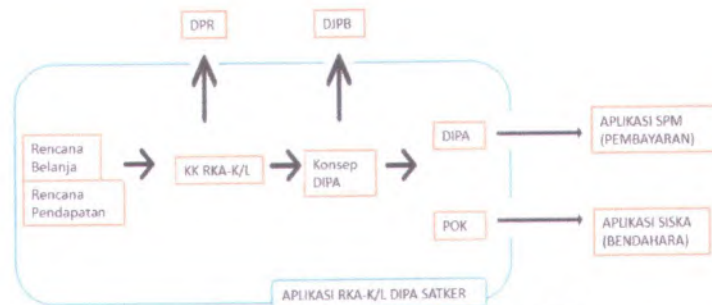 DPR
DJPB
Rencana
Belanja
Rencana
Pendapatan
KK RKA-K/L
Konsep
DIPA
DIPA
POK
APLIKASI SPM
(PEMBAYARAN)
APLIKASI SISKA
(BENDAHARA)
APLIKASI RKA-K/L DIPA SATKER